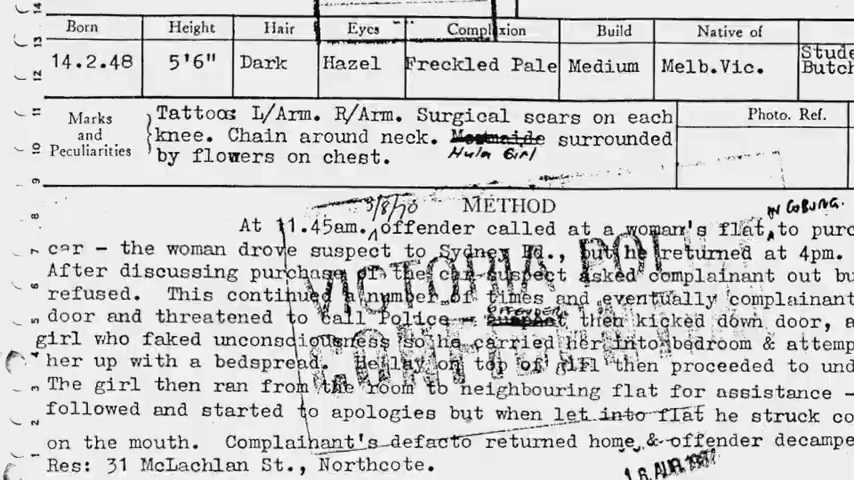 Born Height Hair Eyes Complexion Build Native of
14.2.48 5'6" Dark Hazel Freckled Pale Medium Melb.Vic. Stude
Butch
Marks and Peculiarities
Tattoos L/Arm. R/Arm. Surgical scars on each
knee. Chain around neck. Mermaids surrounded
Hula Girl
by flowers on chest.
Photo. Ref.
METHOD
3/8/70 IN COBURG.
At 11.45am. offender called at a woman's flat, to purc
car - the woman drove suspect to Sydney Rd., but he returned at 4pm.
After discussing purchase of the car suspect asked complainant out bu
refused. This continued a number of times and eventually complainant
OFFENDER
door and threatened to call Police - suspect then kicked down door, a
girl who faked unconsciousness so he carried her into bedroom & attemp
her up with a bedspread. He lay on top of girl then proceeded to und
The girl then ran from the room to neighbouring flat for assistance -
followed and started to apologies but when let into flat he struck co
on the mouth. Complainant's defacto returned home & offender decampe
Res: 31 McLachlan St., Northcote.
VICTORIA POL
16 AUG 197